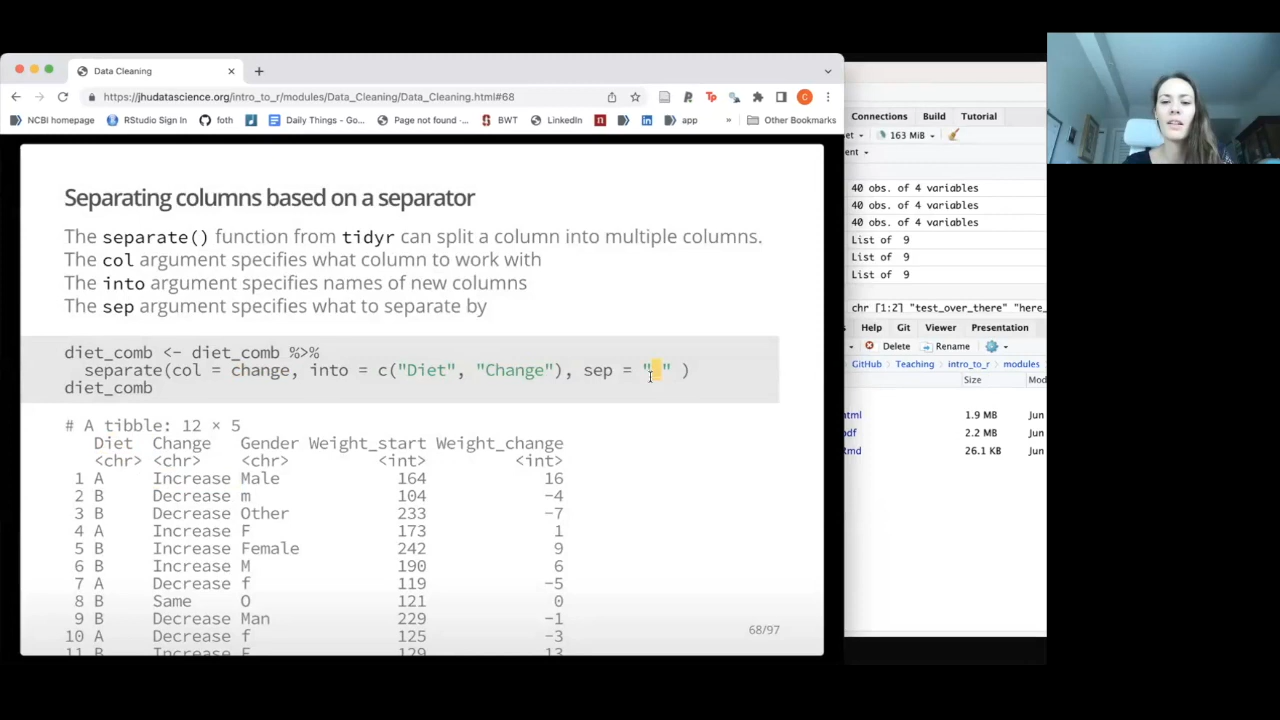 Data Cleaning
https://jhudatascience.org/intro_to_r/modules/Data_Cleaning/Data_Cleaning.html#68
NCBI homepage RStudio Sign In foth Daily Things - Go... Page not found -... BWT LinkedIn app » Other Bookmarks
Separating columns based on a separator
The separate() function from tidyr can split a column into multiple columns.
The col argument specifies what column to work with
The into argument specifies names of new columns
The sep argument specifies what to separate by
diet_comb <- diet_comb %>%
separate(col = change, into = c("Diet", "Change"), sep = " " )
diet_comb
# A tibble: 12 × 5
Diet Change Gender Weight_start Weight_change
<chr> <chr> <chr> <int> <int>
1 A Increase Male 164 16
2 B Decrease m 104 -4
3 B Decrease Other 233 -7
4 A Increase F 173 1
5 B Increase Female 242 9
6 B Increase M 190 6
7 A Decrease f 119 -5
8 B Same O 121 0
9 B Decrease Man 229 -1
10 A Decrease f 125 -3
11 B Increase F 129 13
68/97
Connections Build Tutorial
163 MiB
40 obs. of 4 variables
40 obs. of 4 variables
40 obs. of 4 variables
List of 9
List of 9
List of 9
chr [1:2] "test_over_there" "here_
Help Git Viewer Presentation
Delete Rename
GitHub Teaching intro_to_r modules
Size Mod
html 1.9 MB Jun
pdf 2.2 MB Jun
Rmd 26.1 KB Jun